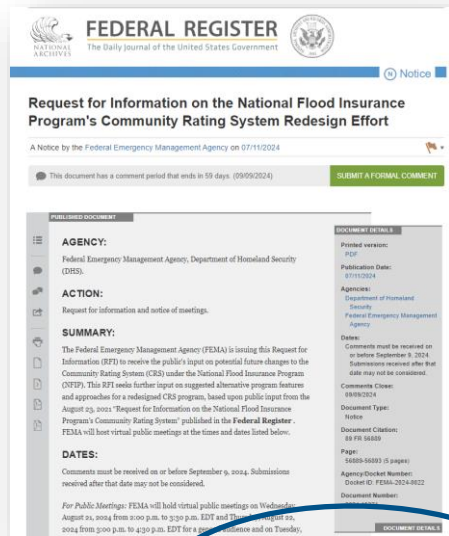 NATIONAL
ARCHIVES
FEDERAL REGISTER
The Daily Journal of the United States Government
N Notice
Request for Information on the National Flood Insurance
Program's Community Rating System Redesign Effort
A Notice by the Federal Emergency Management Agency on 07/11/2024
This document has a comment period that ends in 59 days. (09/09/2024)
SUBMIT A FORMAL COMMENT
PUBLISHED DOCUMENT
AGENCY:
Federal Emergency Management Agency, Department of Homeland Security
(DHS).
ACTION:
Request for information and notice of meetings.
SUMMARY:
The Federal Emergency Management Agency (FEMA) is issuing this Request for
Information (RFI) to receive the public's input on potential future changes to the
Community Rating System (CRS) under the National Flood Insurance Program
(NFIP). This RFI seeks further input on suggested alternative program features
and approaches for a redesigned CRS program, based upon public input from the
August 23, 2021 "Request for Information on the National Flood Insurance
Program's Community Rating System" published in the Federal Register.
FEMA will host virtual public meetings at the times and dates listed below.
DATES:
Comments must be received on or before September 9, 2024. Submissions
received after that date may not be considered.
For Public Meetings: FEMA will hold virtual public meetings on Wednesday,
August 21, 2024 from 2:00 p.m. to 3:30 p.m. EDT and Thursday, August 22,
2024 from 3:00 p.m. to 4:30 p.m. EDT for a general audience and on Tuesday,
DOCUMENT DETAILS
Printed version:
PDF
Publication Date:
07/11/2024
Agencies:
Department of Homeland
Security
Federal Emergency Management
Agency
Dates:
Comments must be received on
or before September 9, 2024.
Submissions received after that
date may not be considered.
Comments Close:
09/09/2024
Document Type:
Notice
Document Citation:
89 FR 56889
Page:
56889-56893 (5 pages)
Agency/Docket Number:
Docket ID: FEMA-2024-0022
Document Number:
DOCUMENT DETAILS